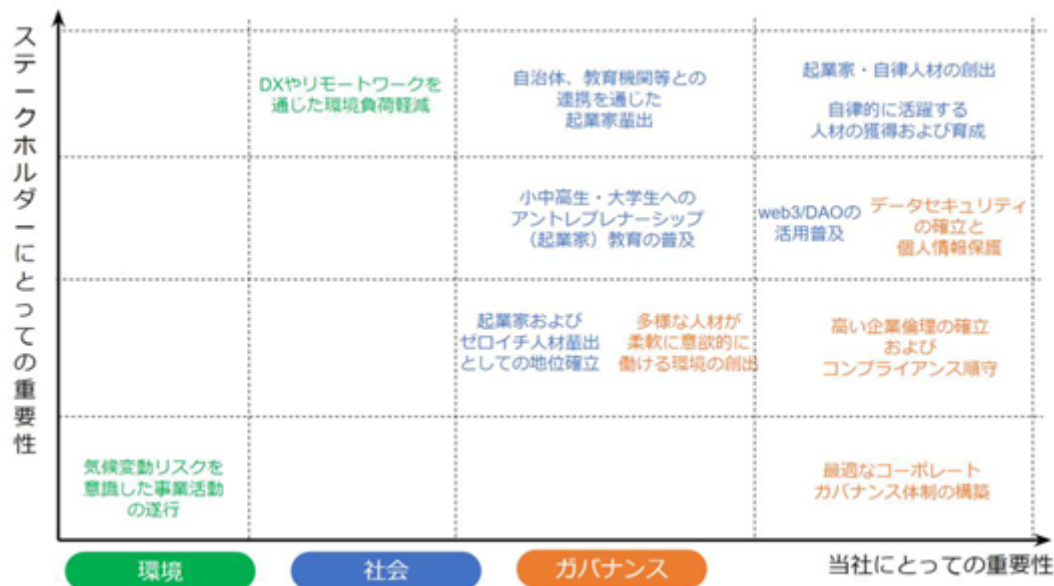 ステークホルダーにとっての重要性
DXやリモートワークを
通じた環境負荷軽減
自治体、教育機関等との
連携を通じた
起業家輩出
起業家・自律人材の創出
自律的に活躍する
人材の獲得および育成
小中高生・大学生への
アントレプレナーシップ
（起業家）教育の普及
web3/DAOの
活用普及
データセキュリティ
の確立と
個人情報保護
起業家および
ゼロイチ人材輩出
としての地位確立
多様な人材が
柔軟に意欲的に
働ける環境の創出
高い企業倫理の確立
および
コンプライアンス順守
気候変動リスクを
意識した事業活動
の遂行
最適なコーポレート
ガバナンス体制の構築
環境
社会
ガバナンス
当社にとっての重要性